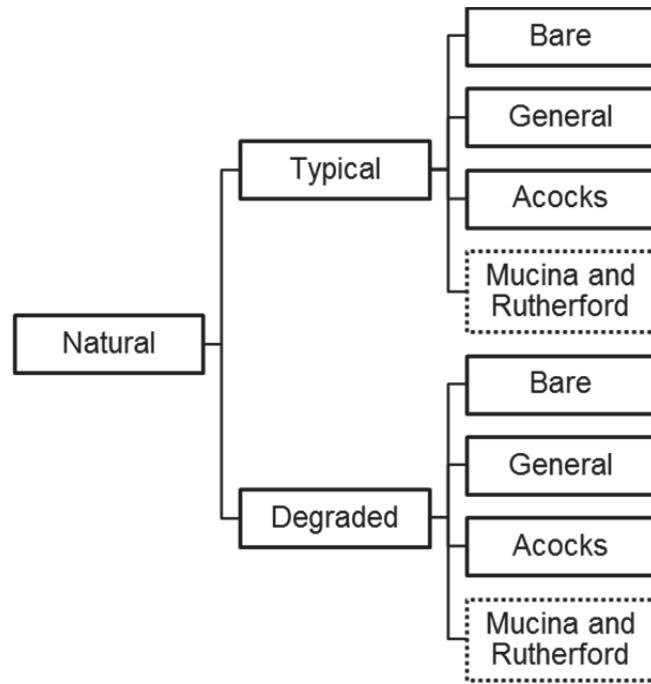 Bare
General
Typical
Acocks
Mucina and
Rutherford
Natural
Bare
General
Degraded
Acocks
Mucina and
Rutherford